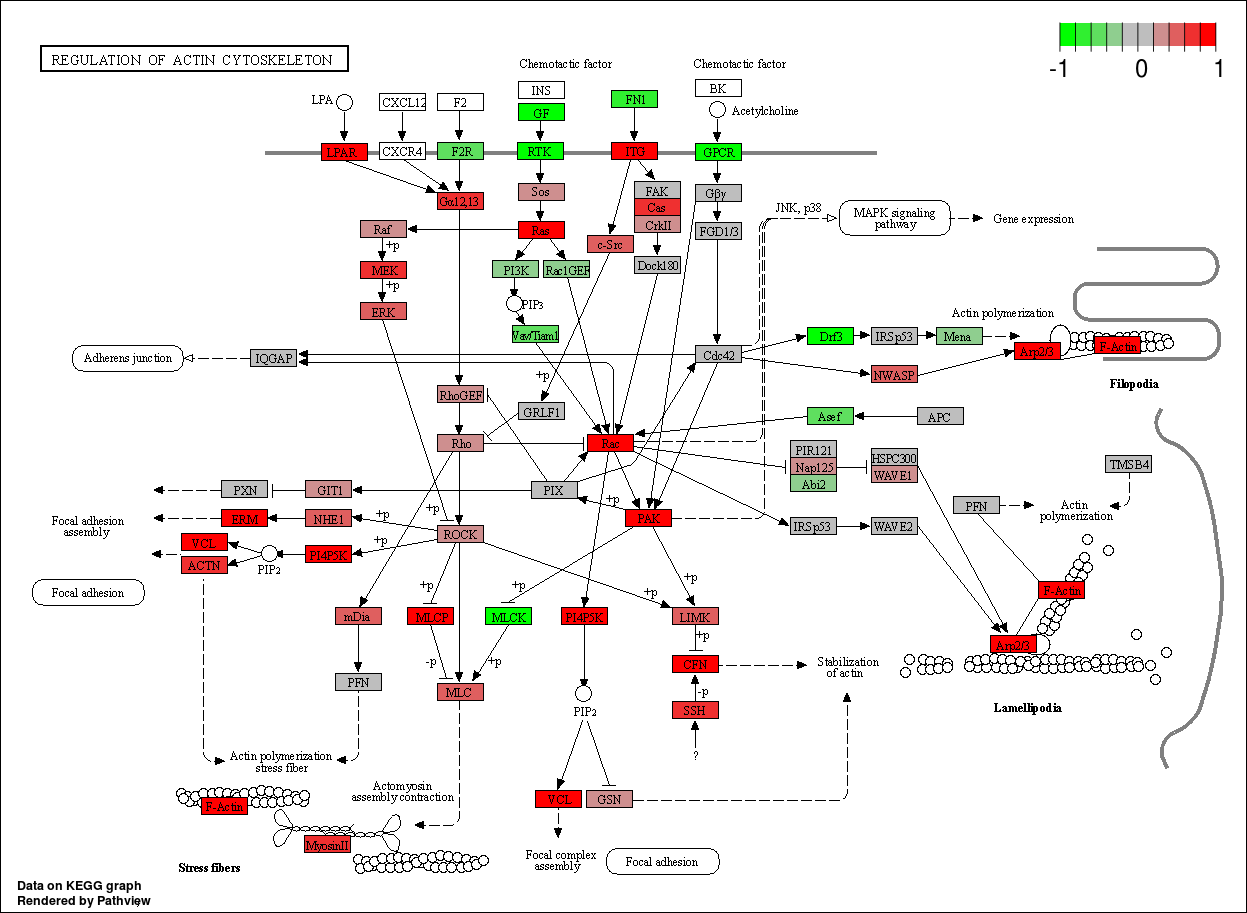 REGULATION OF ACTIN CYTOSKELETON
-1 0 1
Chemotactic factor
Chemotactic factor
LPA
CXCL12
F2
INS
GF
FN1
BK
Acetylcholine
LPAR
CXCR4
F2R
RTK
ITG
GPCR
Gα12,13
Sos
FAK
Cas
CrkII
Gβγ
Raf
Ras
c-Src
FGD1/3
JNK, p38
MAPK signaling
pathway
Gene expression
+p
MEK
PI3K
Rac1GEF
Dock180
+p
ERK
PIP3
Vav/Tiam1
Actin polymerization
Drf3
IRSp53
Mena
Arp2/3
F-Actin
Adherens junction
IQGAP
Cdc42
NWASP
Filopodia
+p
RhoGEF
GRLF1
Asef
APC
Rho
Rac
PIR121
Nap125
Abi2
HSPC300
WAVE1
TMSB4
PXN
GIT1
PIX
+p
PFN
Actin
polymerization
Focal adhesion
assembly
ERM
NHE1
+p
+p
PAK
IRSp53
WAVE2
ROCK
VCL
ACTN
PIP2
PI4P5K
+p
Focal adhesion
+p
+p
+p
+p
F-Actin
mDia
MLCP
MLCK
PI4P5K
LIMK
Arp2/3
+p
-p
+p
CFN
Stabilization
of actin
PFN
MLC
-p
SSH
PIP2
Lamellipodia
?
Actin polymerization
stress fiber
Actomyosin
assembly contraction
F-Actin
VCL
GSN
MyosinII
Stress fibers
Focal complex
assembly
Focal adhesion
Data on KEGG graph
Rendered by Pathview